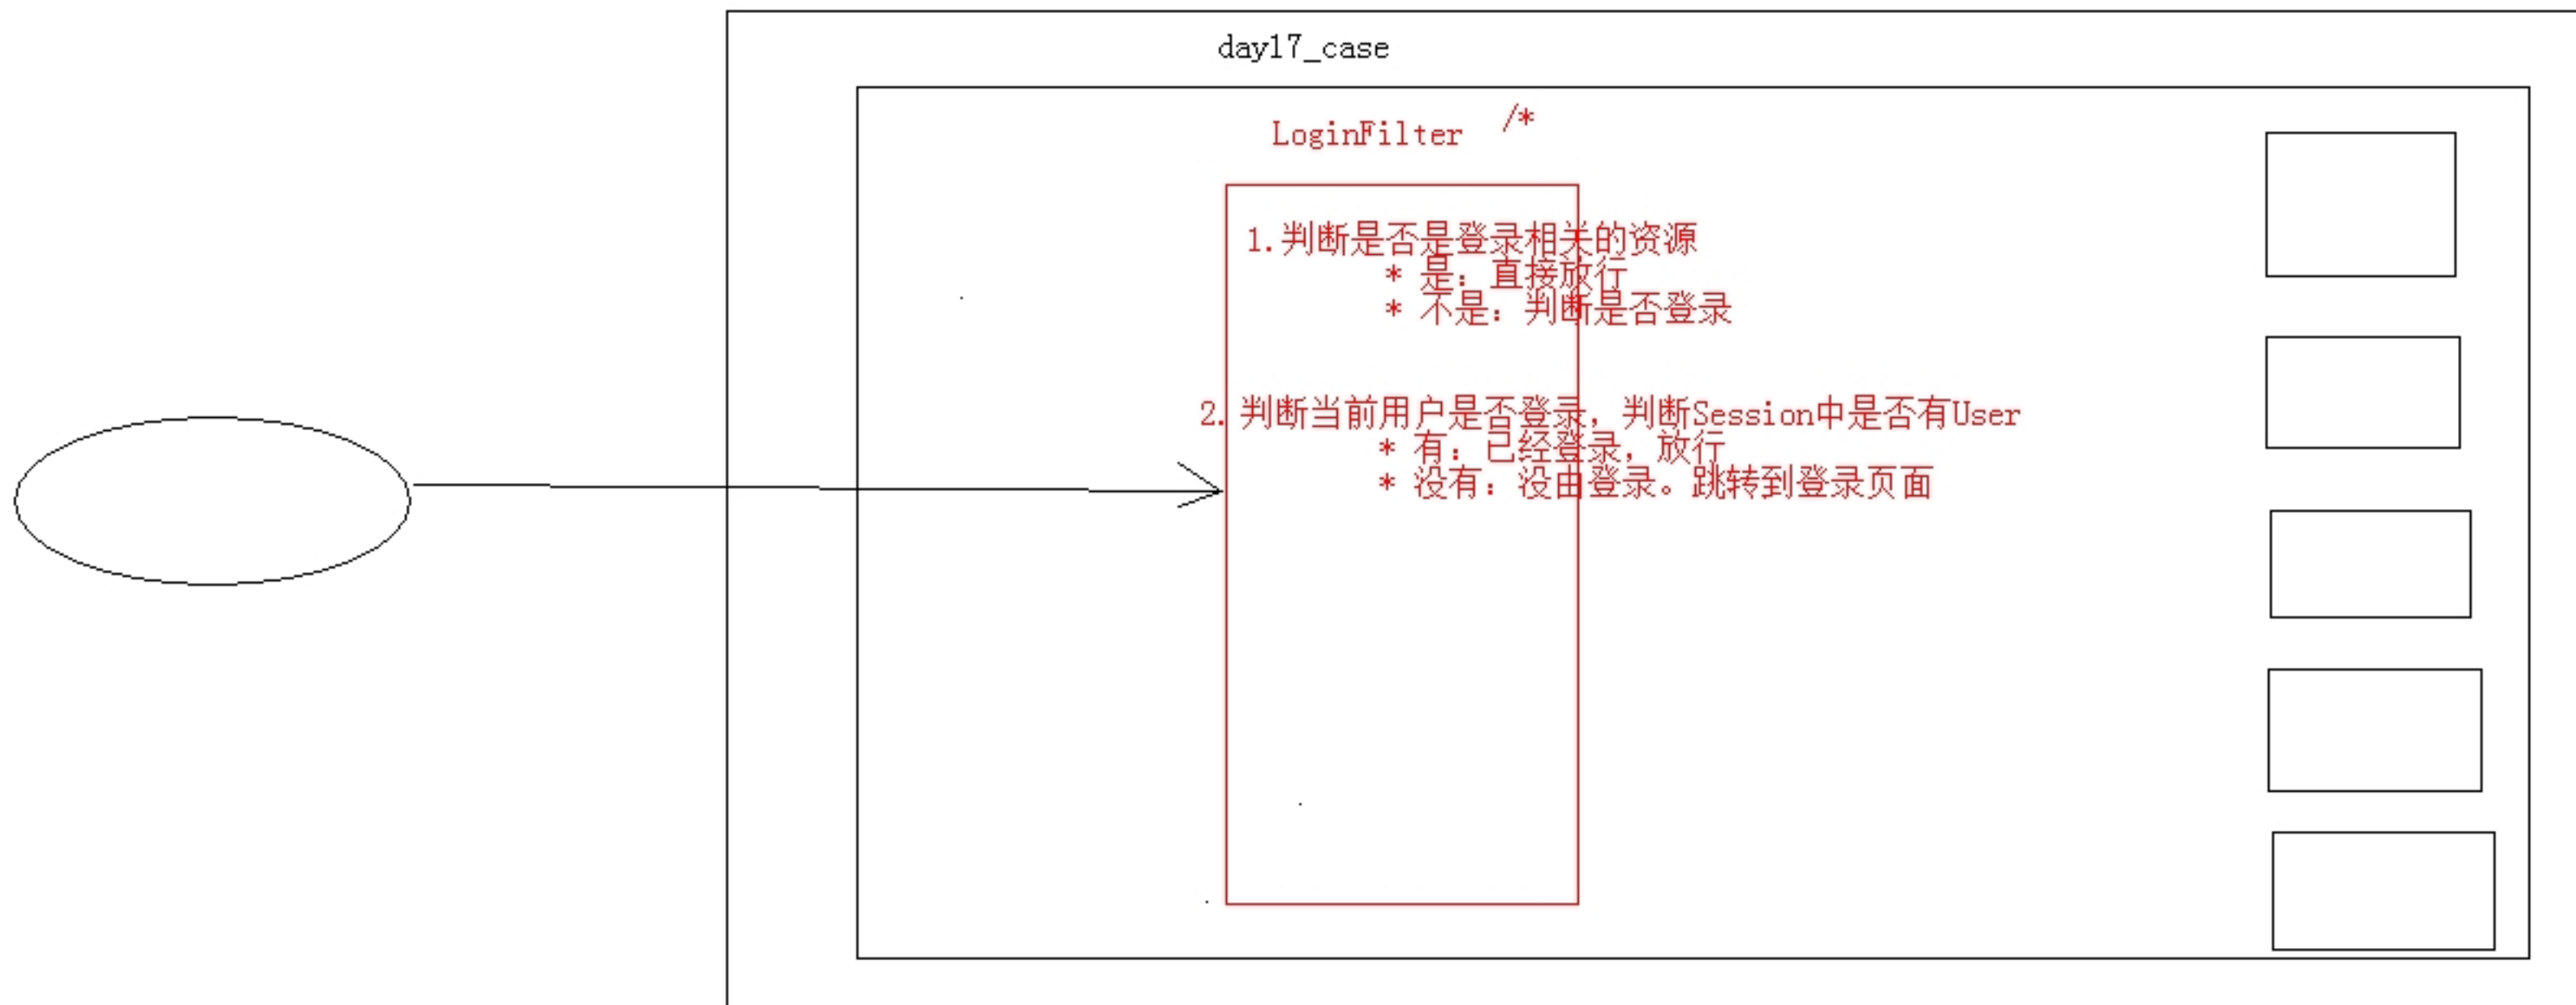 day17_case
LoginFilter /*
1.判断是否是登录相关的资源
* 是：直接放行
* 不是：判断是否登录
2. 判断当前用户是否登录，判断Session中是否有User
* 有：已经登录，放行
* 没有：没由登录。跳转到登录页面